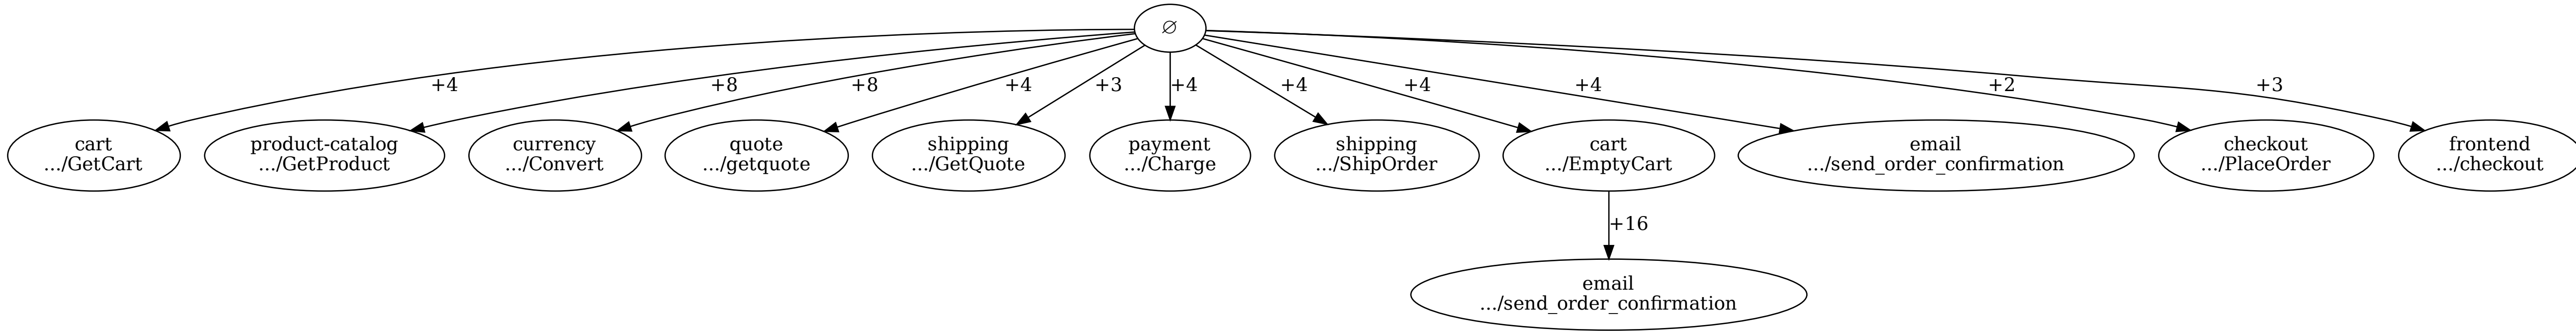 ∅
+4
+8
+8
+4
+3
+4
+4
+4
+4
+2
+3
cart
.../GetCart
product-catalog
.../GetProduct
currency
.../Convert
quote
.../getquote
shipping
.../GetQuote
payment
.../Charge
shipping
.../ShipOrder
cart
.../EmptyCart
email
.../send_order_confirmation
checkout
.../PlaceOrder
frontend
.../checkout
+16
email
.../send_order_confirmation